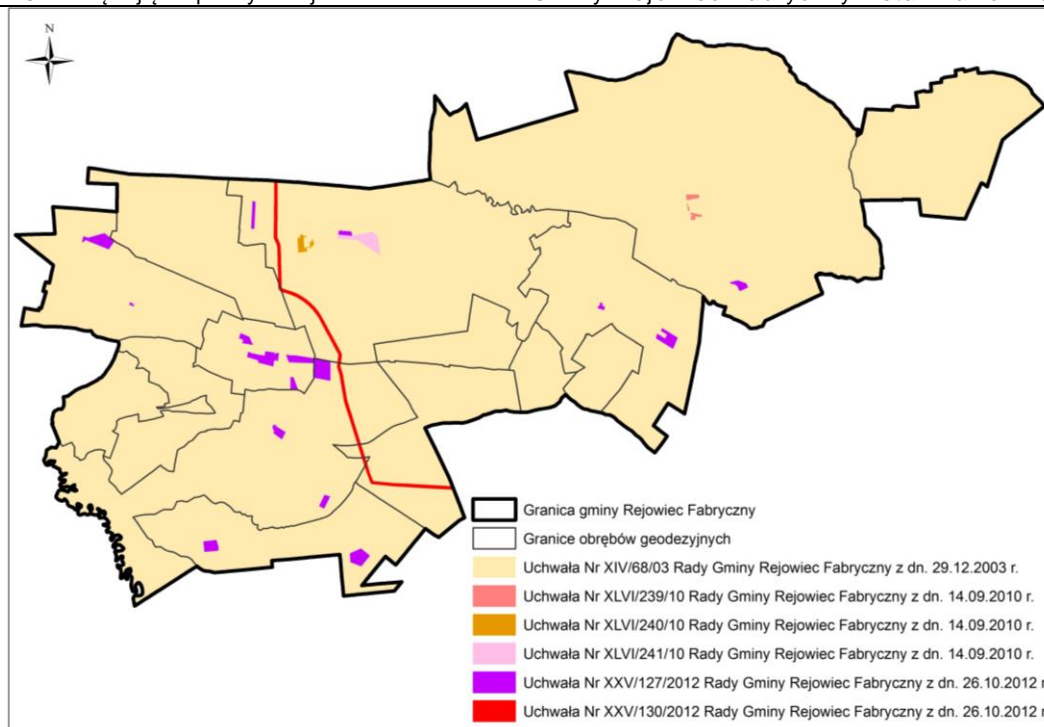 N
Granica gminy Rejowiec Fabryczny
Granice obrębów geodezyjnych
Uchwała Nr XIV/68/03 Rady Gminy Rejowiec Fabryczny z dn. 29.12.2003 r.
Uchwała Nr XLVI/239/10 Rady Gminy Rejowiec Fabryczny z dn. 14.09.2010 r.
Uchwała Nr XLVI/240/10 Rady Gminy Rejowiec Fabryczny z dn. 14.09.2010 r.
Uchwała Nr XLVI/241/10 Rady Gminy Rejowiec Fabryczny z dn. 14.09.2010 r.
Uchwała Nr XXV/127/2012 Rady Gminy Rejowiec Fabryczny z dn. 26.10.2012 r
Uchwała Nr XXV/130/2012 Rady Gminy Rejowiec Fabryczny z dn. 26.10.2012 r